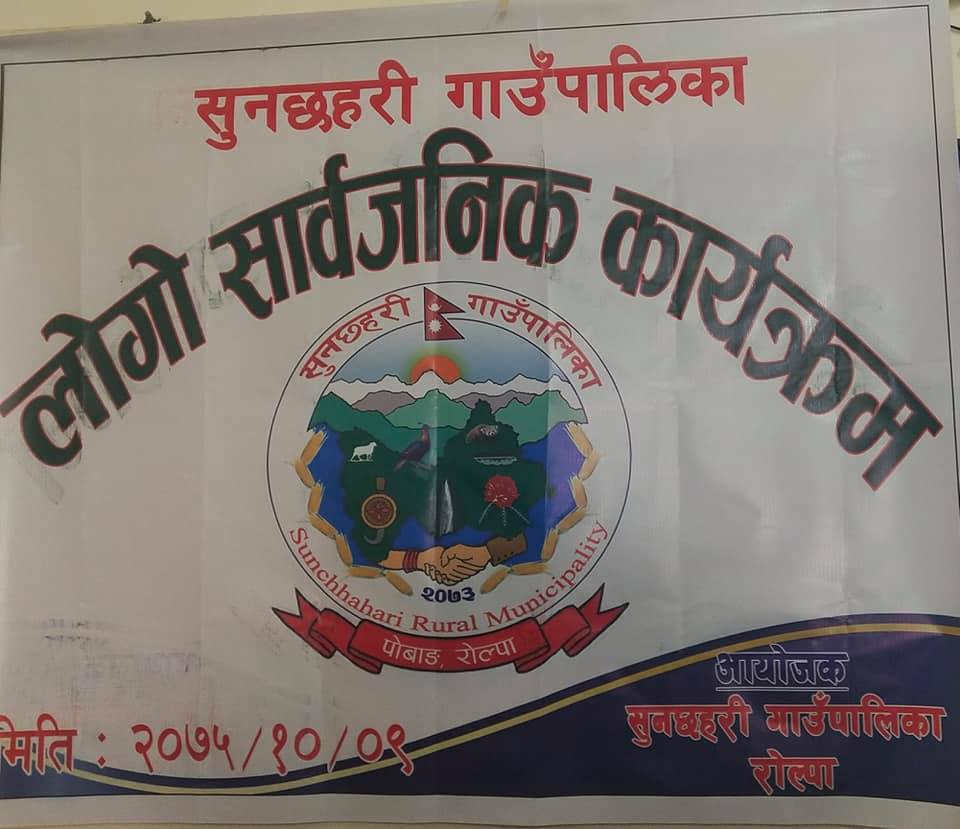 सुनछहरी गाउँपालिका
लोगो सार्वजनिक कार्यक्रम
सुनछहरी गाउँपालिका
२०७३
Sunchhahari Rural Municipality
पोबाङ, रोल्पा
आयोजक
सुनछहरी गाउँपालिका
रोल्पा
मिति : २०७५/१०/०९